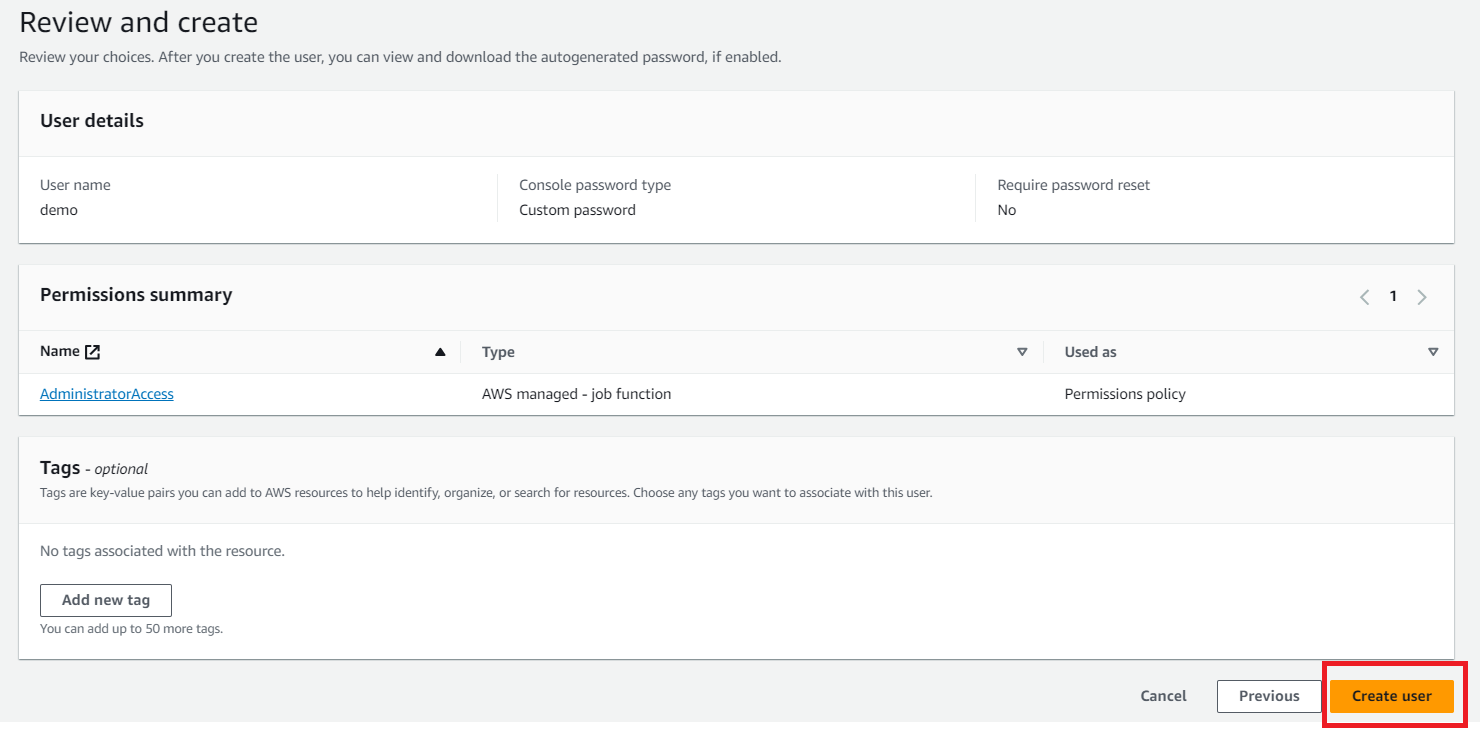 Review and create
Review your choices. After you create the user, you can view and download the autogenerated password, if enabled.
User details
User name
demo
Console password type
Custom password
Require password reset
No
Permissions summary
1
Name
Type
Used as
AdministratorAccess
AWS managed - job function
Permissions policy
Tags - optional
Tags are key-value pairs you can add to AWS resources to help identify, organize, or search for resources. Choose any tags you want to associate with this user.
No tags associated with the resource.
Add new tag
You can add up to 50 more tags.
Cancel
Previous
Create user